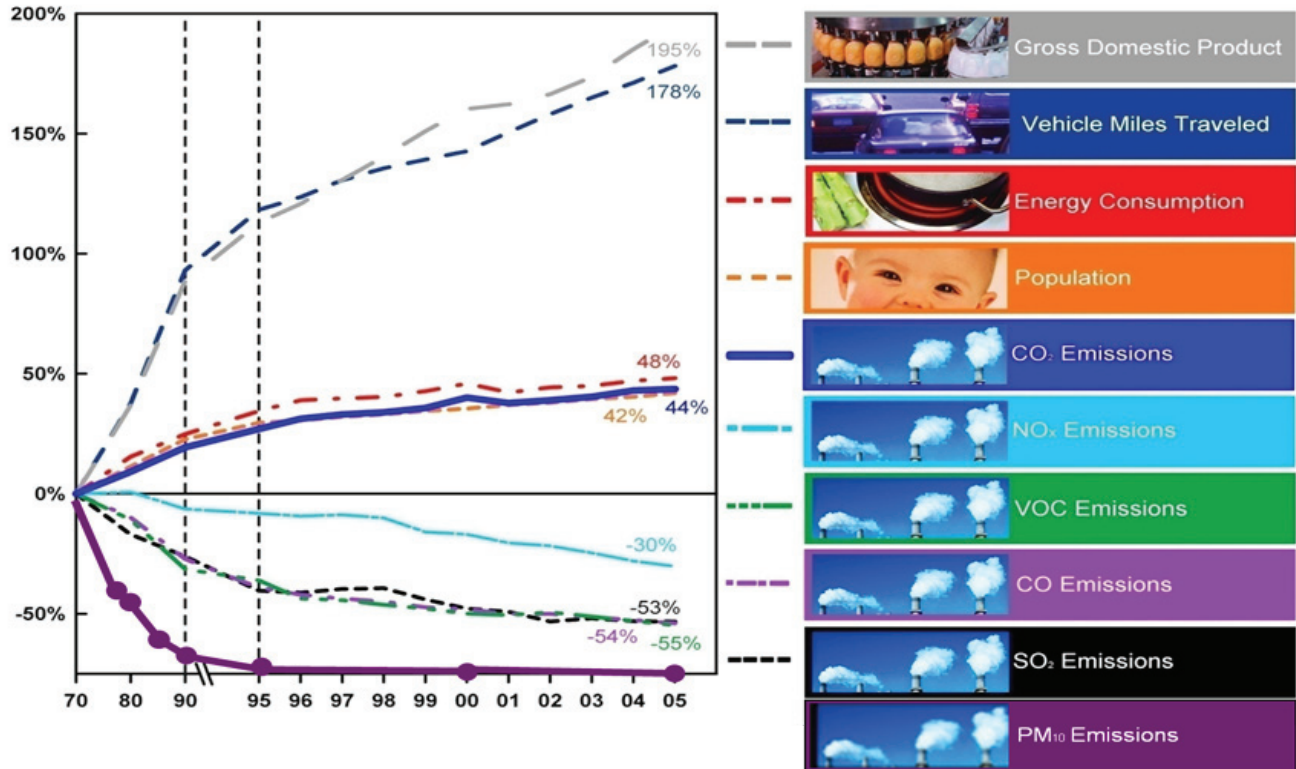 200%
150%
100%
50%
0%
-50%
195%
178%
48%
42%
44%
-30%
-53%
-54%
-55%
70 80 90 95 96 97 98 99 00 01 02 03 04 05
Gross Domestic Product
Vehicle Miles Traveled
Energy Consumption
Population
CO₂ Emissions
NOₓ Emissions
VOC Emissions
CO Emissions
SO₂ Emissions
PM₁₀ Emissions